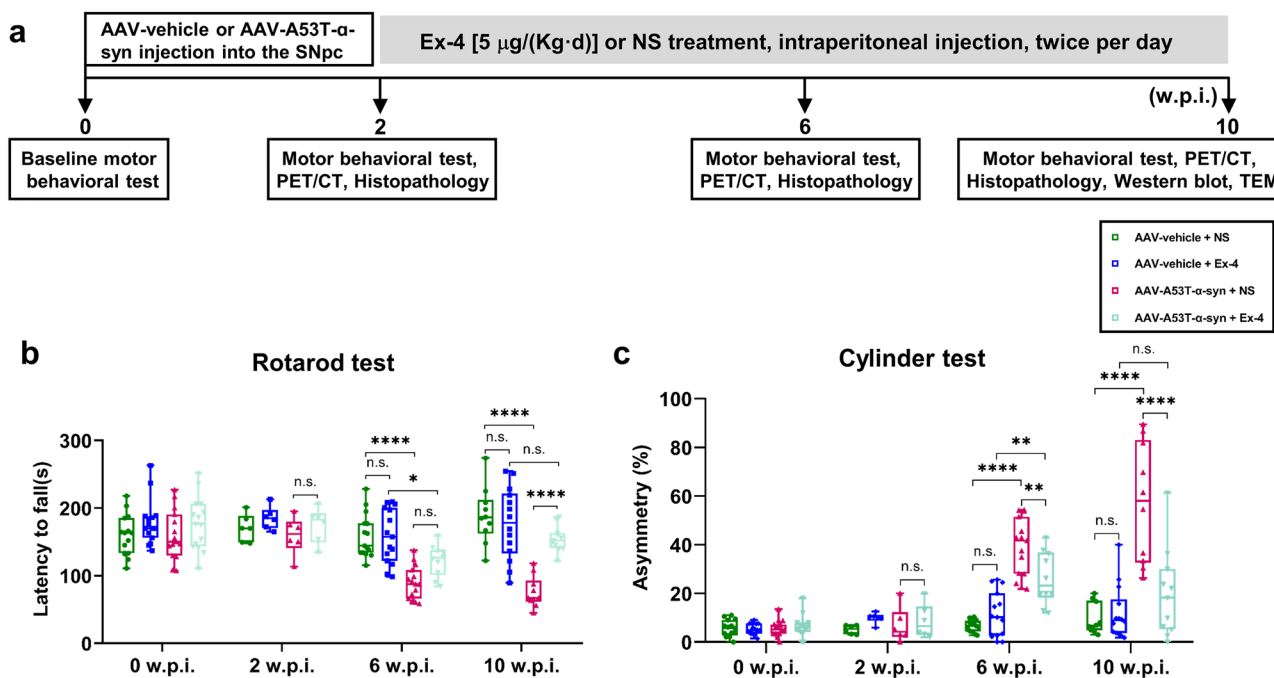 a
AAV-vehicle or AAV-A53T-α-
syn injection into the SNpc
Ex-4 [5 μg/(Kg·d)] or NS treatment, intraperitoneal injection, twice per day
(w.p.i.)
0
2
6
10
Baseline motor
behavioral test
Motor behavioral test,
PET/CT, Histopathology
Motor behavioral test,
PET/CT, Histopathology
Motor behavioral test, PET/CT,
Histopathology, Western blot, TEM
AAV-vehicle + NS
AAV-vehicle + Ex-4
AAV-A53T-α-syn + NS
AAV-A53T-α-syn + Ex-4
b
Rotarod test
Latency to fall(s)
300
200
100
0
n.s.
****
n.s.
*
n.s.
****
n.s.
n.s.
****
0 w.p.i.
2 w.p.i.
6 w.p.i.
10 w.p.i.
c
Cylinder test
Asymmetry (%)
100
80
60
40
20
0
n.s.
**
****
**
n.s.
n.s.
****
****
n.s.
0 w.p.i.
2 w.p.i.
6 w.p.i.
10 w.p.i.